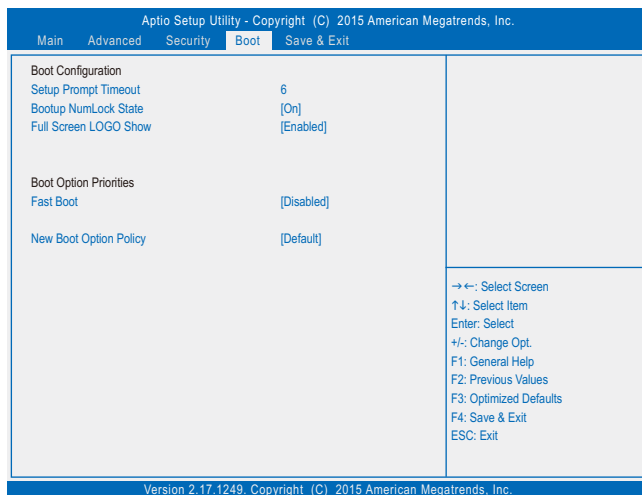 Aptio Setup Utility - Copyright (C) 2015 American Megatrends, Inc.
Main Advanced Security Boot Save & Exit
Boot Configuration
Setup Prompt Timeout 6
Bootup NumLock State [On]
Full Screen LOGO Show [Enabled]
Boot Option Priorities
Fast Boot [Disabled]
New Boot Option Policy [Default]
→←: Select Screen
↑↓: Select Item
Enter: Select
+/-: Change Opt.
F1: General Help
F2: Previous Values
F3: Optimized Defaults
F4: Save & Exit
ESC: Exit
Version 2.17.1249. Copyright (C) 2015 American Megatrends, Inc.